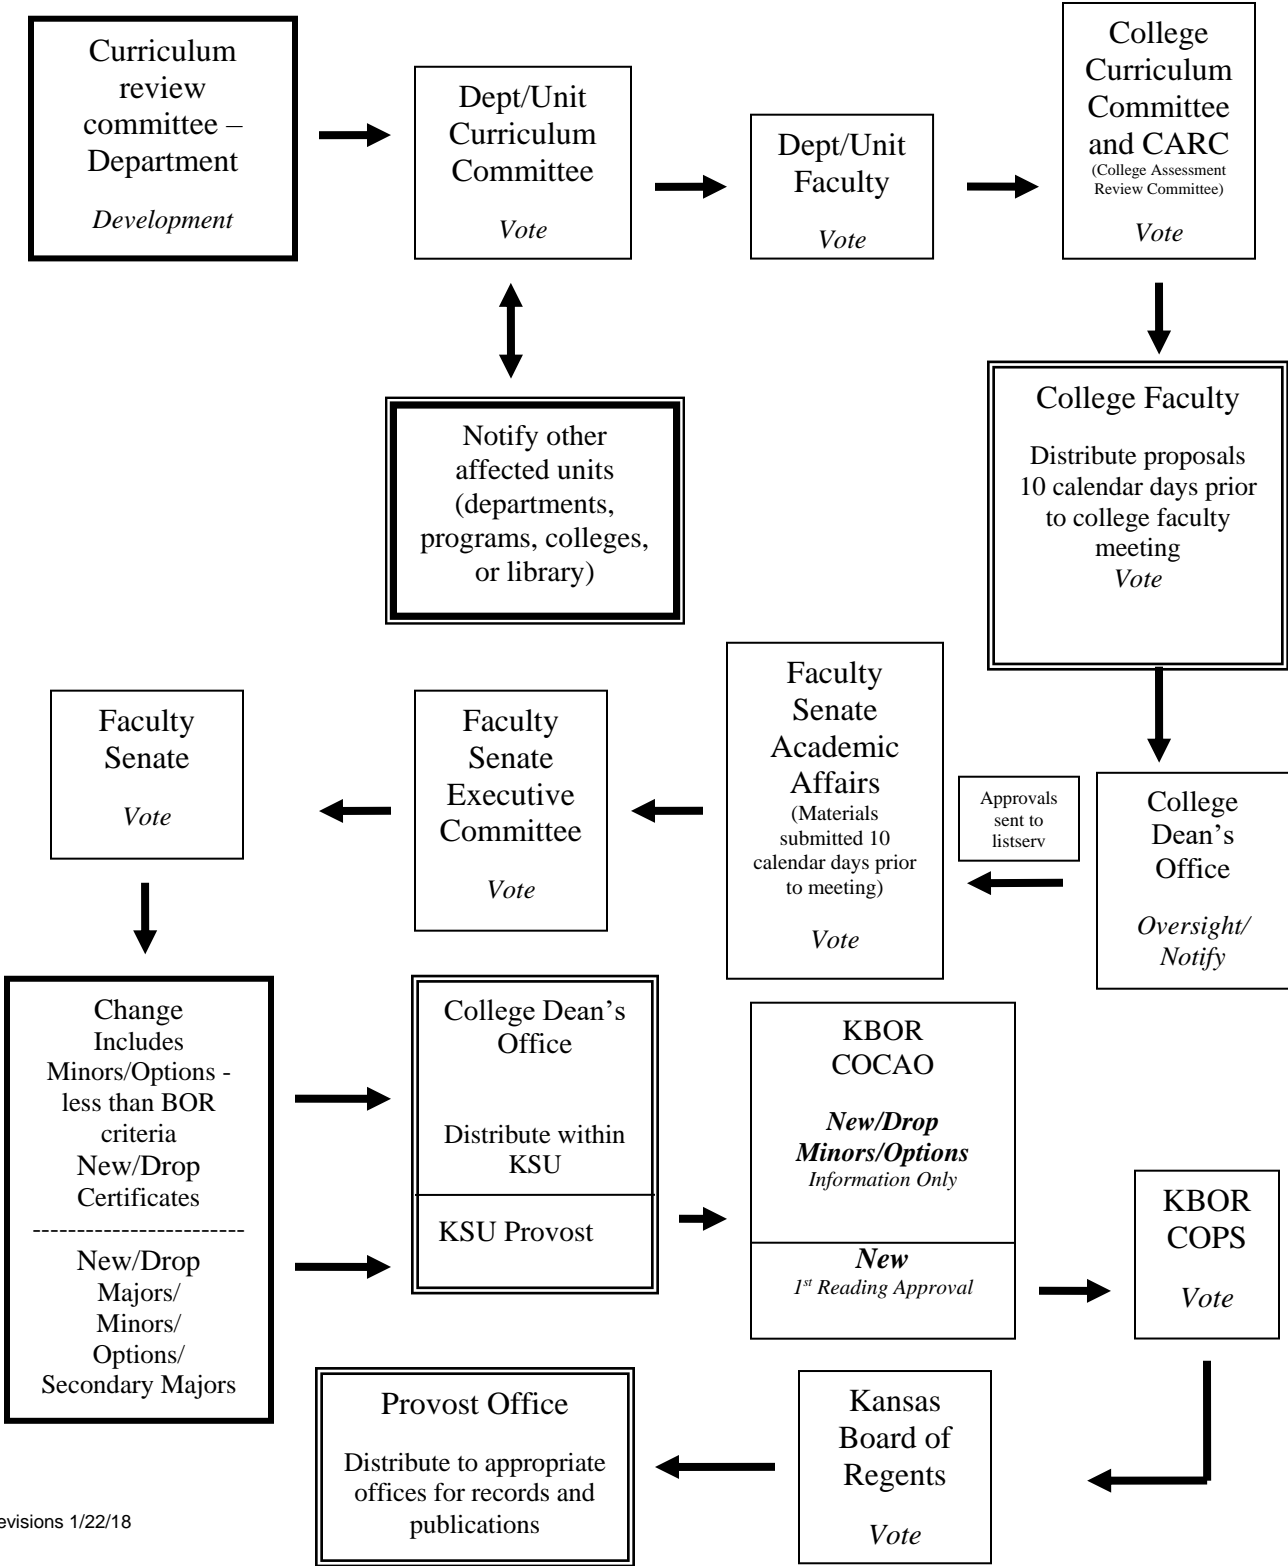 Curriculum
review
committee –
Department
Development
Dept/Unit
Curriculum
Committee
Vote
Dept/Unit
Faculty
Vote
College
Curriculum
Committee
and CARC
(College Assessment
Review Committee)
Vote
Notify other
affected units
(departments,
programs, colleges,
or library)
College Faculty
Distribute proposals
10 calendar days prior
to college faculty
meeting
Vote
College
Dean's
Office
Oversight/
Notify
Approvals
sent to
listserv
Faculty
Senate
Academic
Affairs
(Materials
submitted 10
calendar days prior
to meeting)
Vote
Faculty
Senate
Executive
Committee
Vote
Faculty
Senate
Vote
Change
Includes
Minors/Options -
less than BOR
criteria
New/Drop
Certificates
------------------------
New/Drop
Majors/
Minors/
Options/
Secondary Majors
College Dean's
Office
Distribute within
KSU
KSU Provost
KBOR
COCAO
New/Drop
Minors/Options
Information Only
New
1st Reading Approval
KBOR
COPS
Vote
Kansas
Board of
Regents
Vote
Provost Office
Distribute to appropriate
offices for records and
publications
evisions 1/22/18